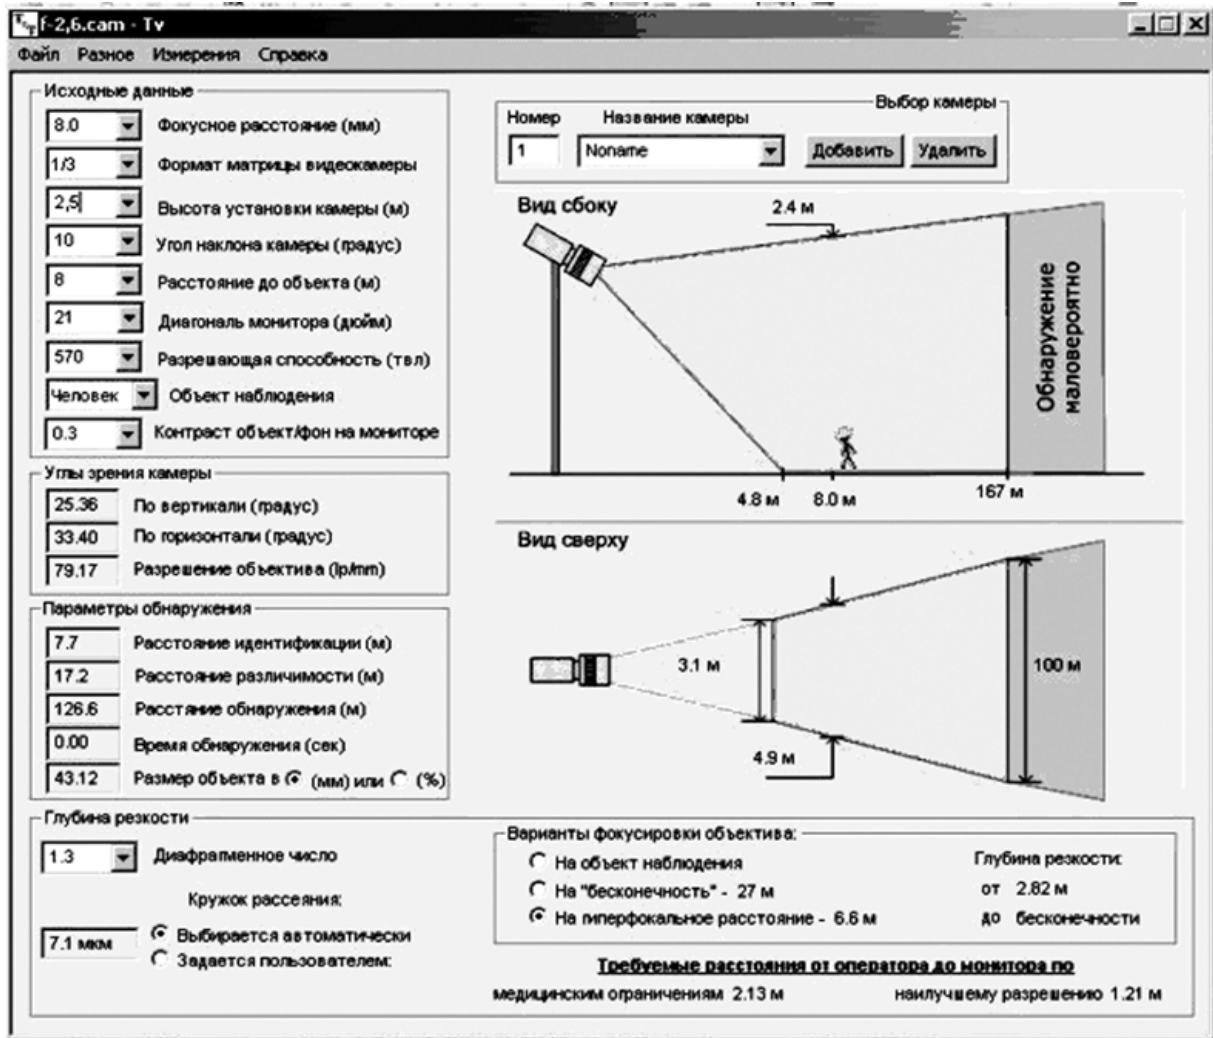 f-2,6.cam - Tv
Файл Разное Измерения Справка
Исходные данные
8.0 Фокусное расстояние (мм)
1/3 Формат матрицы видеокамеры
2,5 Высота установки камеры (м)
10 Угол наклона камеры (градус)
8 Расстояние до объекта (м)
21 Диагональ монитора (дюйм)
570 Разрешающая способность (твл)
Человек Объект наблюдения
0.3 Контраст объект/фон на мониторе
Углы зрения камеры
25.36 По вертикали (градус)
33.40 По горизонтали (градус)
79.17 Разрешение объектива (lp/mm)
Параметры обнаружения
7.7 Расстояние идентификации (м)
17.2 Расстояние различимости (м)
126.6 Расстяние обнаружения (м)
0.00 Время обнаружения (сек)
43.12 Размер объекта в (мм) или (%)
Выбор камеры
Номер Название камеры
1 Noname Добавить Удалить
Вид сбоку
2.4 м
Обнаружение
маловероятно
4.8 м 8.0 м 167 м
Вид сверху
3.1 м
100 м
4.9 м
Глубина резкости
1.3 Диафрагменное число
Кружок рассеяния:
7.1 мкм
Выбирается автоматически
Задается пользователем:
Варианты фокусировки объектива:
На объект наблюдения
На "бесконечность" - 27 м
На гиперфокальное расстояние - 6.6 м
Глубина резкости:
от 2.82 м
до бесконечности
Требуемые расстояния от оператора до монитора по
медицинским ограничениям 2.13 м наилучшему разрешению 1.21 м